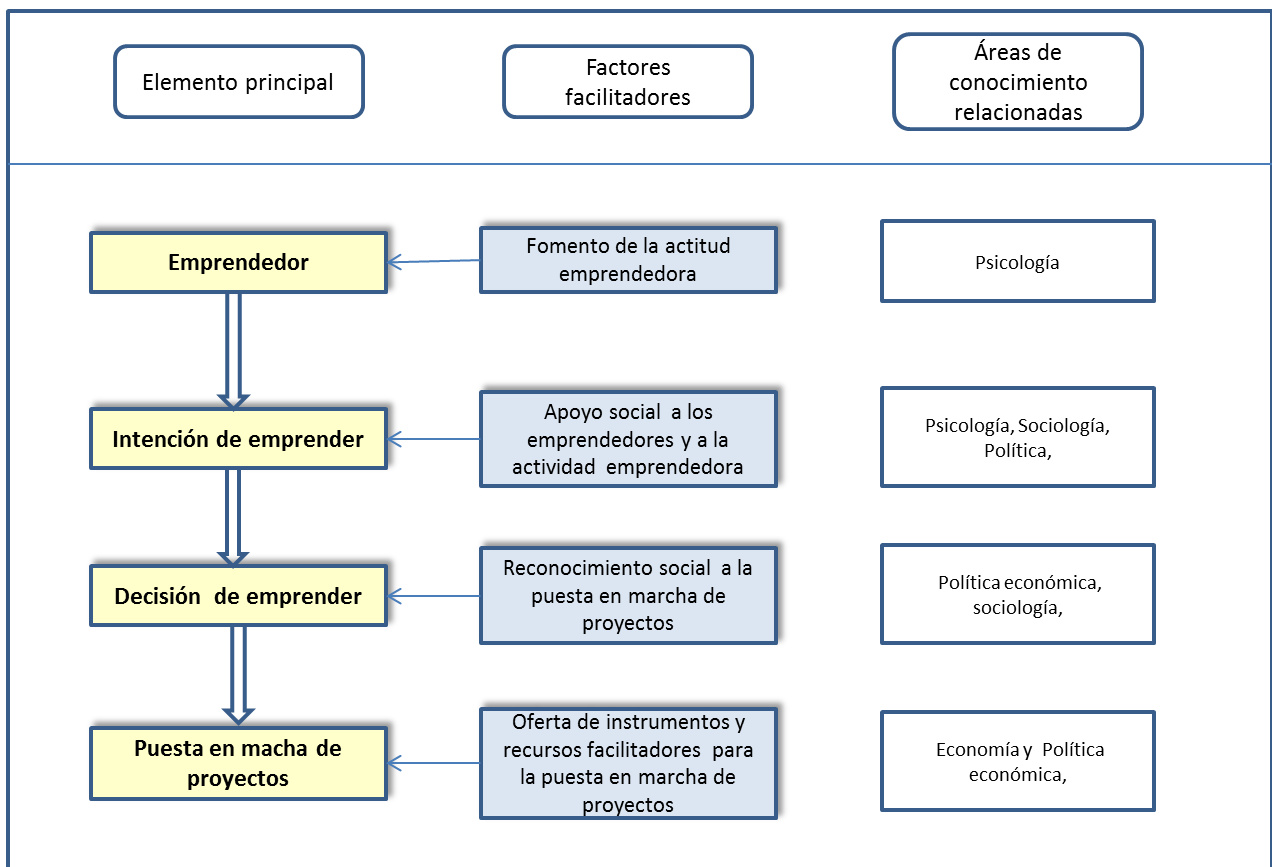 Elemento principal
Factores
facilitadores
Áreas de
conocimiento
relacionadas
Emprendedor
Fomento de la actitud
emprendedora
Psicología
Intención de emprender
Apoyo social a los
emprendedores y a la
actividad emprendedora
Psicología, Sociología,
Política,
Decisión de emprender
Reconocimiento social a la
puesta en marcha de
proyectos
Política económica,
sociología,
Puesta en macha de
proyectos
Oferta de instrumentos y
recursos facilitadores para
la puesta en marcha de
proyectos
Economía y Política
económica,